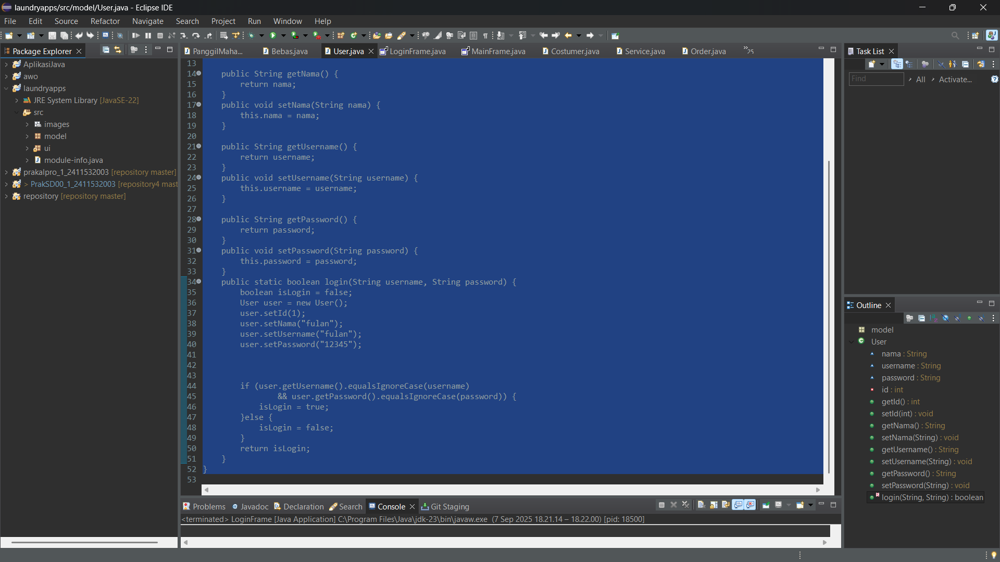 laundryapps/src/model/User.java - Eclipse IDE
File Edit Source Refactor Navigate Search Project Run Window Help
Package Explorer
AplikasiJava
awo
laundryapps
JRE System Library [JavaSE-22]
src
images
model
ui
module-info.java
prakalpro_1_2411532003 [repository master]
> PrakSD00_1_2411532003 [repository4 mast
repository [repository master]
PanggilMaha... Bebas.java User.java LoginFrame.java MainFrame.java Costumer.java Service.java Order.java »25
13
14 public String getNama() {
15 return nama;
16 }
17 public void setNama(String nama) {
18 this.nama = nama;
19 }
20
21 public String getUsername() {
22 return username;
23 }
24 public void setUsername(String username) {
25 this.username = username;
26 }
27
28 public String getPassword() {
29 return password;
30 }
31 public void setPassword(String password) {
32 this.password = password;
33 }
34 public static boolean login(String username, String password) {
35 boolean isLogin = false;
36 User user = new User();
37 user.setId(1);
38 user.setNama("fulan");
39 user.setUsername("fulan");
40 user.setPassword("12345");
41
42
43
44 if (user.getUsername().equalsIgnoreCase(username)
45 && user.getPassword().equalsIgnoreCase(password)) {
46 isLogin = true;
47 }else {
48 isLogin = false;
49 }
50 return isLogin;
51 }
52 }
53
Problems Javadoc Declaration Search Console Git Staging
<terminated> LoginFrame [Java Application] C:\Program Files\Java\jdk-23\bin\javaw.exe (7 Sep 2025 18.21.14 – 18.22.00) [pid: 18500]
Task List
Find All Activate...
Outline
model
User
nama : String
username : String
password : String
id : int
getId() : int
setId(int) : void
getNama() : String
setNama(String) : void
getUsername() : String
setUsername(String) : void
getPassword() : String
setPassword(String) : void
login(String, String) : boolean